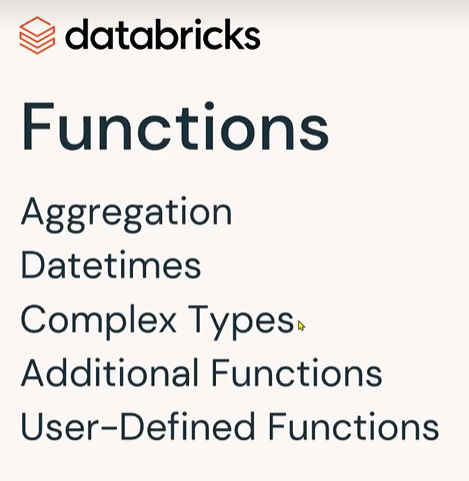 databricks
Functions
Aggregation
Datetimes
Complex Types
Additional Functions
User-Defined Functions